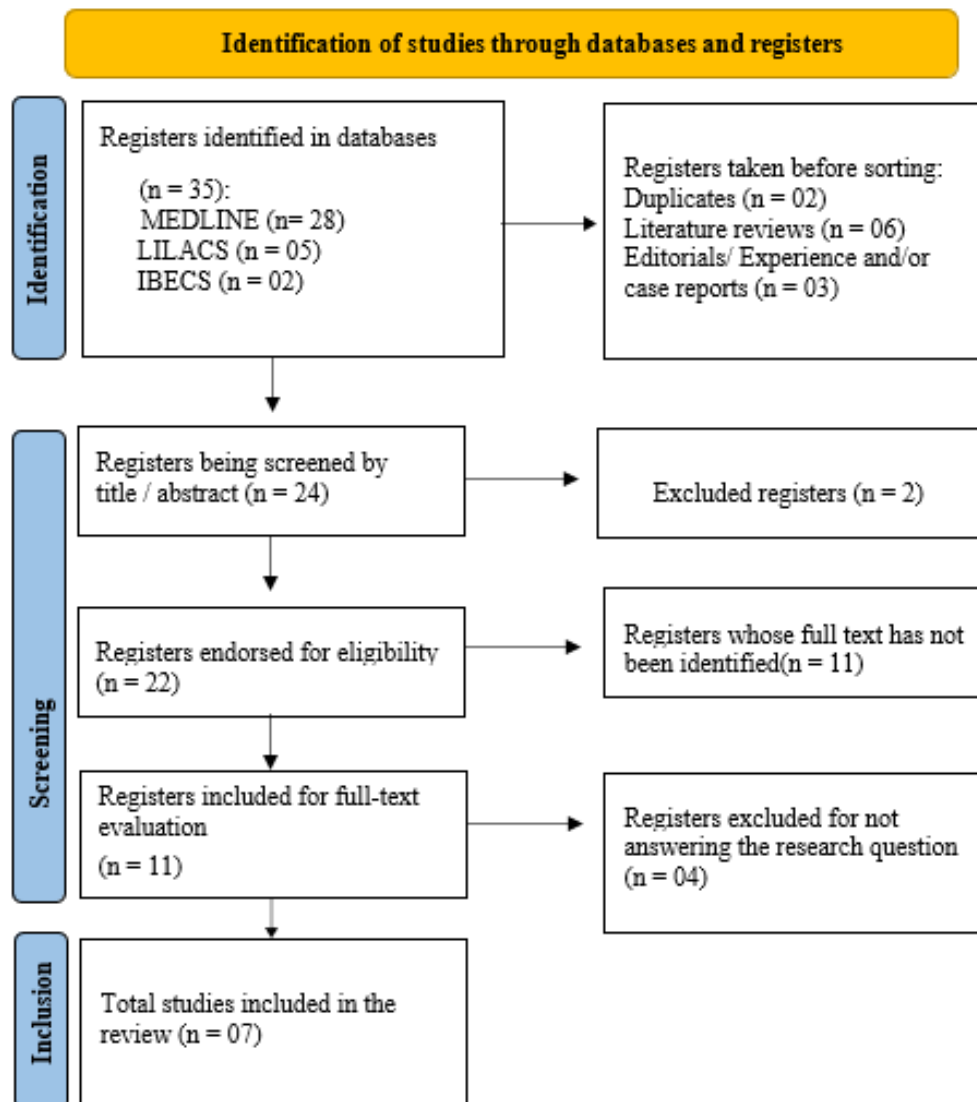 Identification of studies through databases and registers
Identification
Registers identified in databases
(n = 35):
MEDLINE (n= 28)
LILACS (n = 05)
IBECS (n = 02)
Registers taken before sorting:
Duplicates (n = 02)
Literature reviews (n = 06)
Editorials/ Experience and/or
case reports (n = 03)
Screening
Registers being screened by
title / abstract (n = 24)
Excluded registers (n = 2)
Registers endorsed for eligibility
(n = 22)
Registers whose full text has not
been identified(n = 11)
Registers included for full-text
evaluation
(n = 11)
Registers excluded for not
answering the research question
(n = 04)
Inclusion
Total studies included in the
review (n = 07)